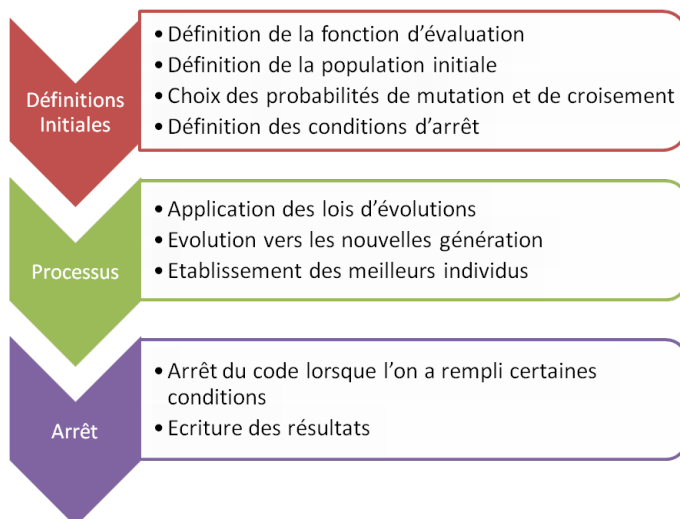 Définitions
Initiales
• Définition de la fonction d'évaluation
• Définition de la population initiale
• Choix des probabilités de mutation et de croisement
• Définition des conditions d'arrêt
Processus
• Application des lois d'évolutions
• Evolution vers les nouvelles génération
• Etablissement des meilleurs individus
Arrêt
• Arrêt du code lorsque l'on a rempli certaines
conditions
• Ecriture des résultats